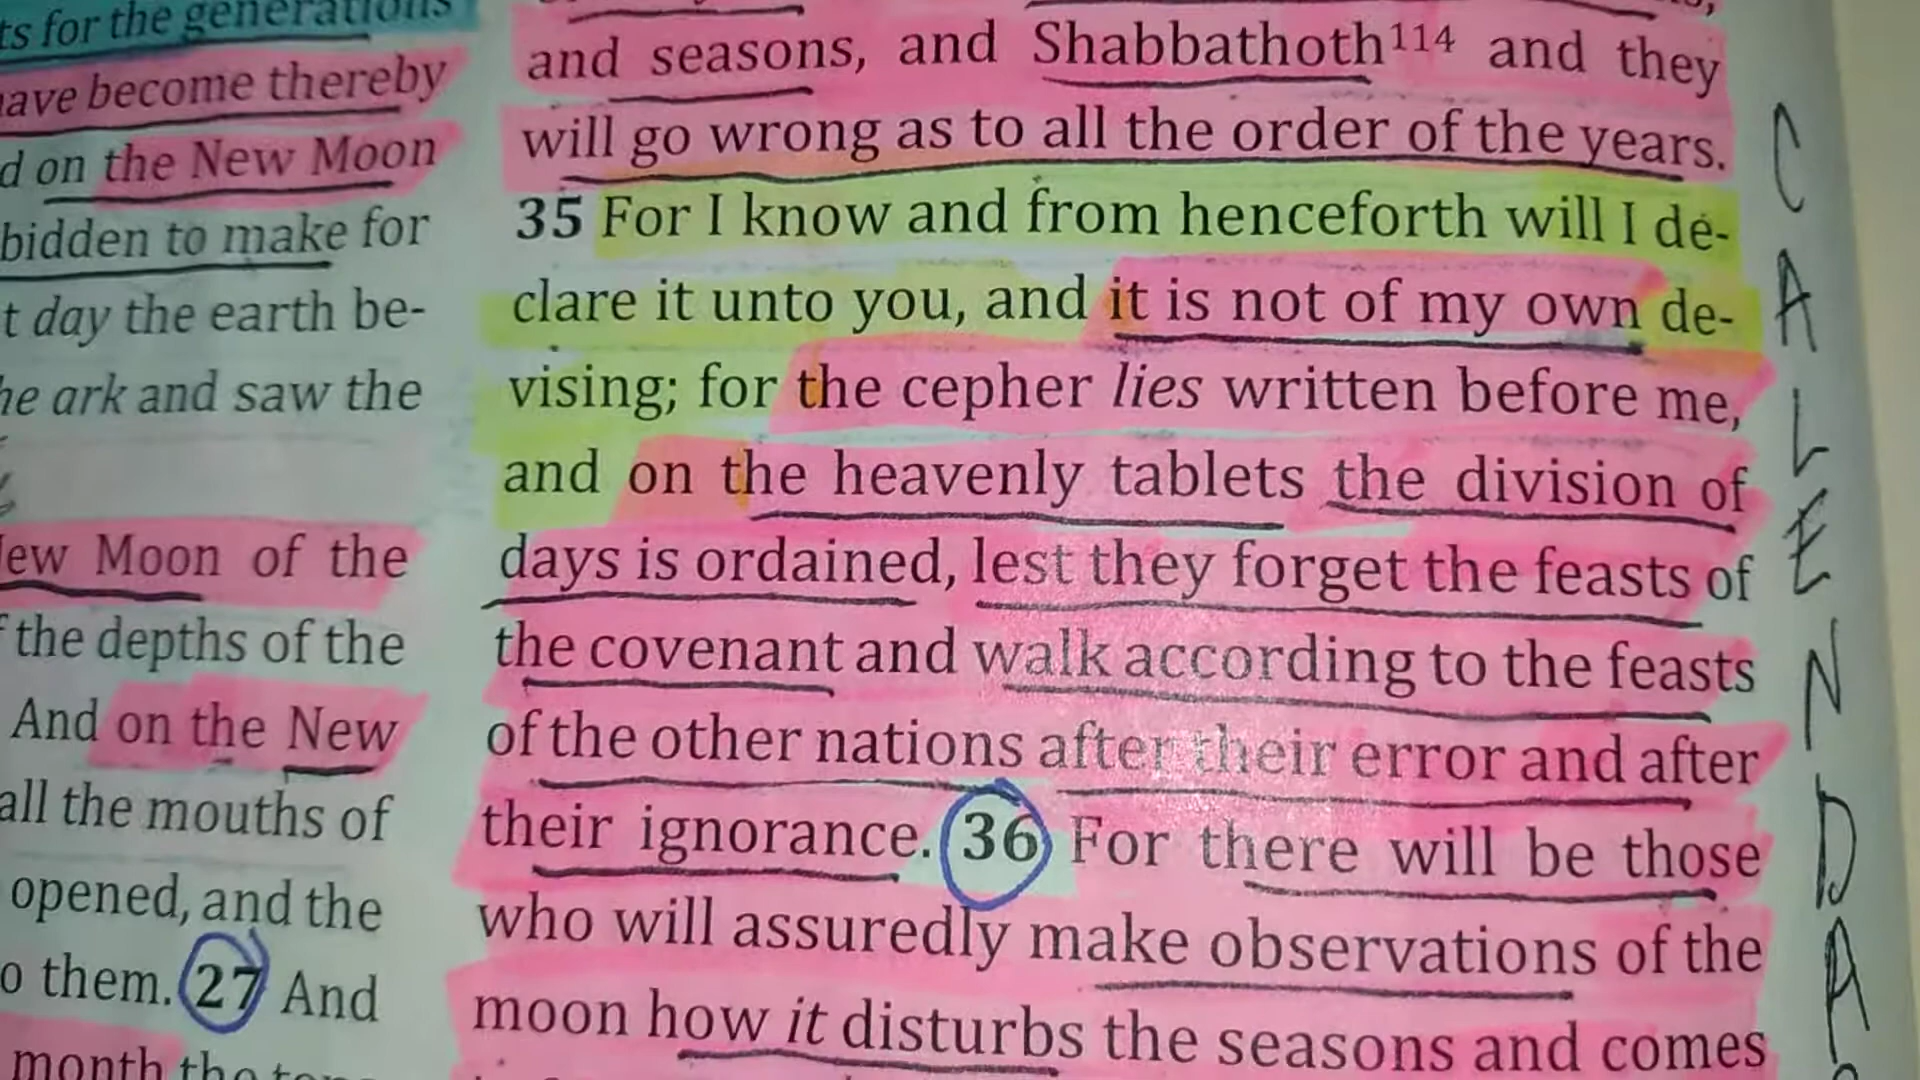 ts for the generations
ave become thereby
d on the New Moon
bidden to make for
t day the earth be-
he ark and saw the
ew Moon of the
the depths of the
And on the New
all the mouths of
opened, and the
o them. 27 And
month the
and seasons, and Shabbathoth114 and they
will go wrong as to all the order of the years.
35 For I know and from henceforth will I de-
clare it unto you, and it is not of my own de-
vising; for the cepher lies written before me,
and on the heavenly tablets the division of
days is ordained, lest they forget the feasts of
the covenant and walk according to the feasts
of the other nations after their error and after
their ignorance. 36 For there will be those
who will assuredly make observations of the
moon how it disturbs the seasons and comes
CALENDA